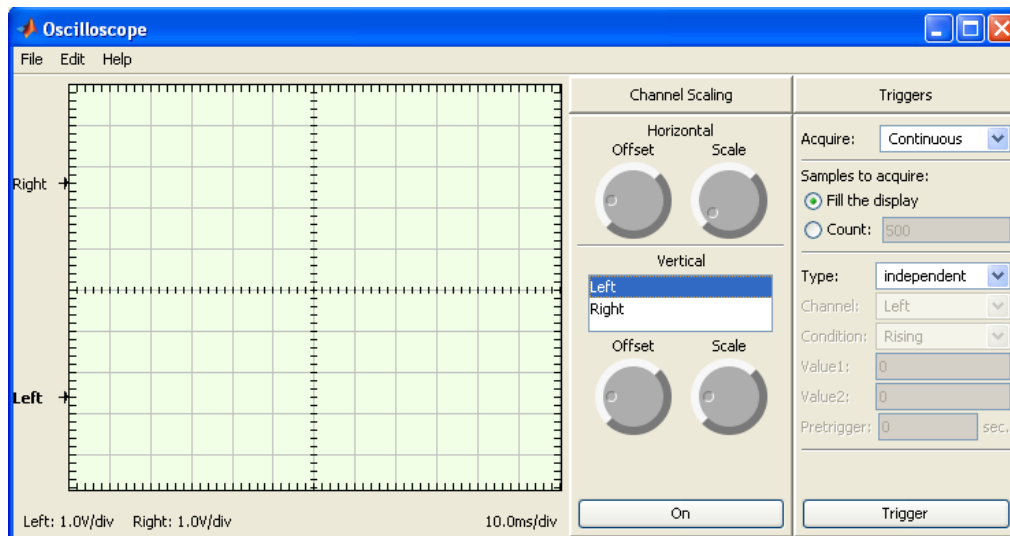 Oscilloscope
File Edit Help
Right
Left
Left: 1.0V/div Right: 1.0V/div 10.0ms/div
Channel Scaling
Horizontal
Offset Scale
Vertical
Left
Right
Offset Scale
On
Triggers
Acquire: Continuous
Samples to acquire:
Fill the display
Count: 500
Type: independent
Channel: Left
Condition: Rising
Value1: 0
Value2: 0
Pretrigger: 0 sec.
Trigger